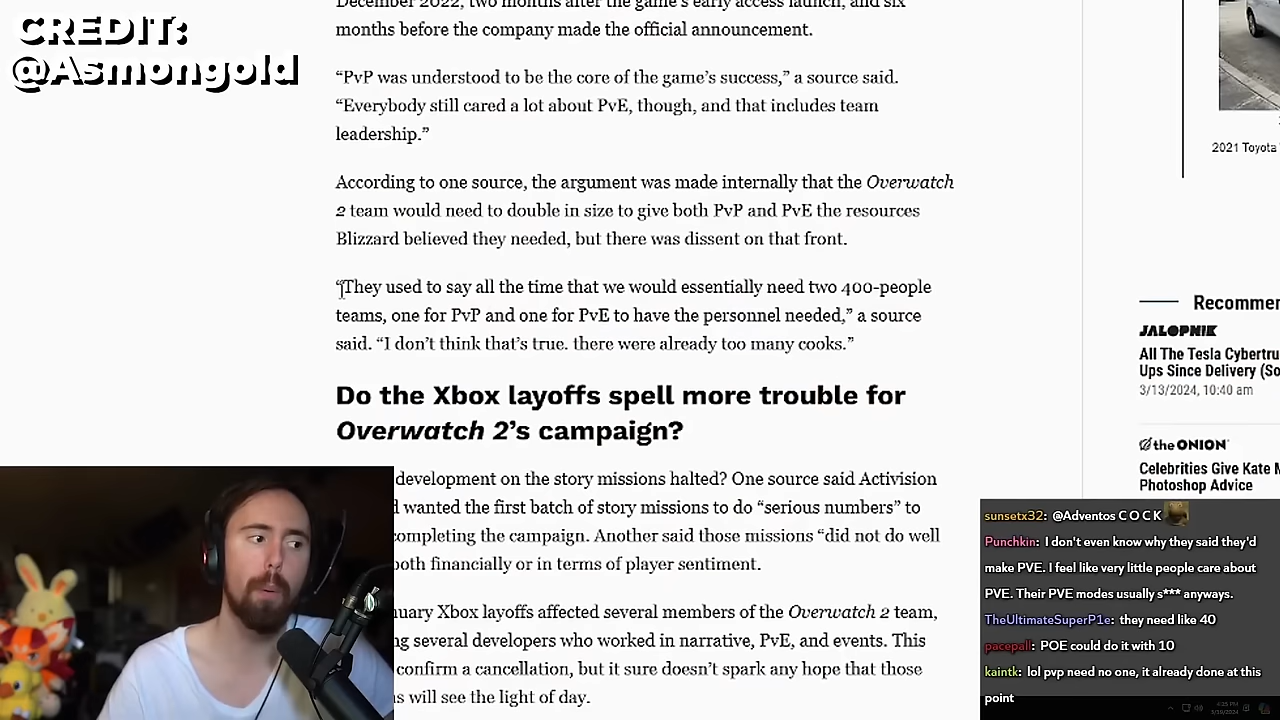 CREDIT:
@Asmongold
December 2022, two months after the game's early access launch, and six
months before the company made the official announcement.
“PvP was understood to be the core of the game's success,” a source said.
“Everybody still cared a lot about PvE, though, and that includes team
leadership.”
According to one source, the argument was made internally that the Overwatch
2 team would need to double in size to give both PvP and PvE the resources
Blizzard believed they needed, but there was dissent on that front.
“They used to say all the time that we would essentially need two 400-people
teams, one for PvP and one for PvE to have the personnel needed,” a source
said. “I don't think that's true. there were already too many cooks.”
Do the Xbox layoffs spell more trouble for
Overwatch 2's campaign?
development on the story missions halted? One source said Activision
wanted the first batch of story missions to do “serious numbers” to
completing the campaign. Another said those missions “did not do well
both financially or in terms of player sentiment.
nuary Xbox layoffs affected several members of the Overwatch 2 team,
ng several developers who worked in narrative, PvE, and events. This
confirm a cancellation, but it sure doesn't spark any hope that those
s will see the light of day.
2021 Toyota
Recommen
JALOPNIK
All The Tesla Cybertru
Ups Since Delivery (So
3/13/2024, 10:40 am
the ONION
Celebrities Give Kate M
Photoshop Advice
sunsetx32: @Adventos C O C K
Punchkin: I don't even know why they said they'd
make PVE. I feel like very little people care about
PVE. Their PVE modes usually s*** anyways.
TheUltimateSuperP1e: they need like 40
pacepall: POE could do it with 10
kaintk: lol pvp need no one, it already done at this
point